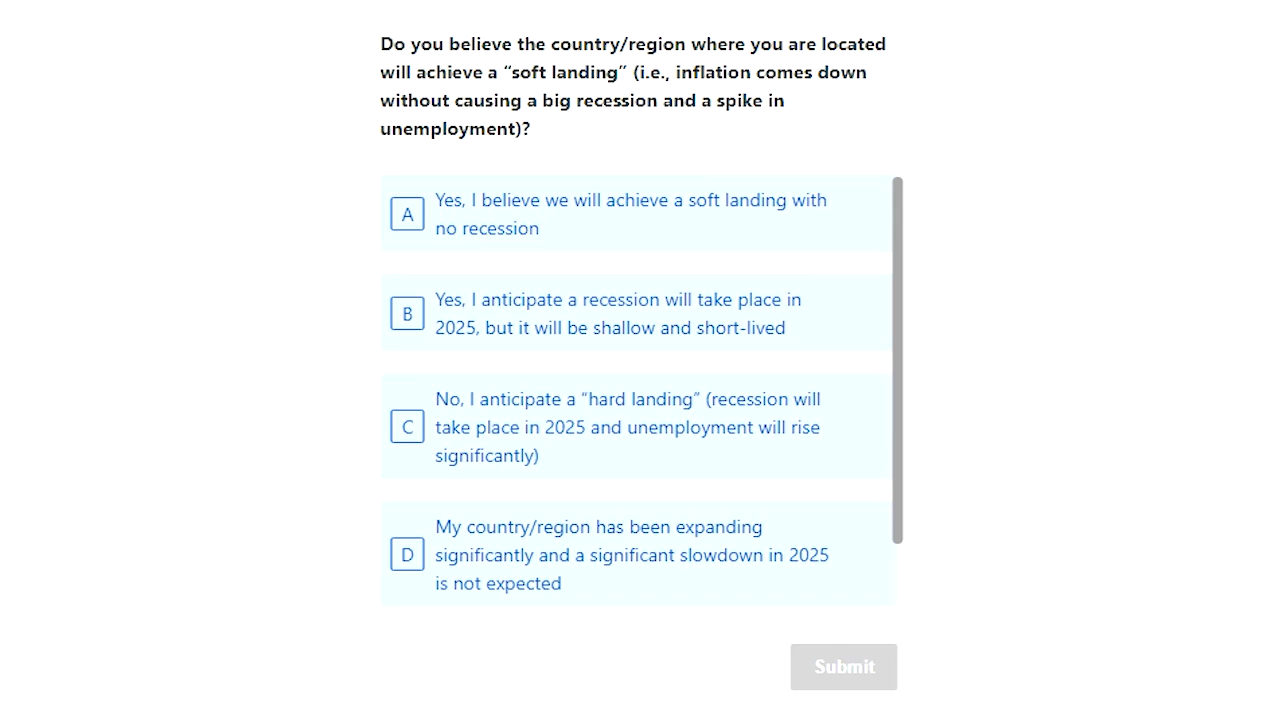 Do you believe the country/region where you are located
will achieve a “soft landing” (i.e., inflation comes down
without causing a big recession and a spike in
unemployment)?
A
Yes, I believe we will achieve a soft landing with
no recession
B
Yes, I anticipate a recession will take place in
2025, but it will be shallow and short-lived
C
No, I anticipate a “hard landing” (recession will
take place in 2025 and unemployment will rise
significantly)
D
My country/region has been expanding
significantly and a significant slowdown in 2025
is not expected
Submit